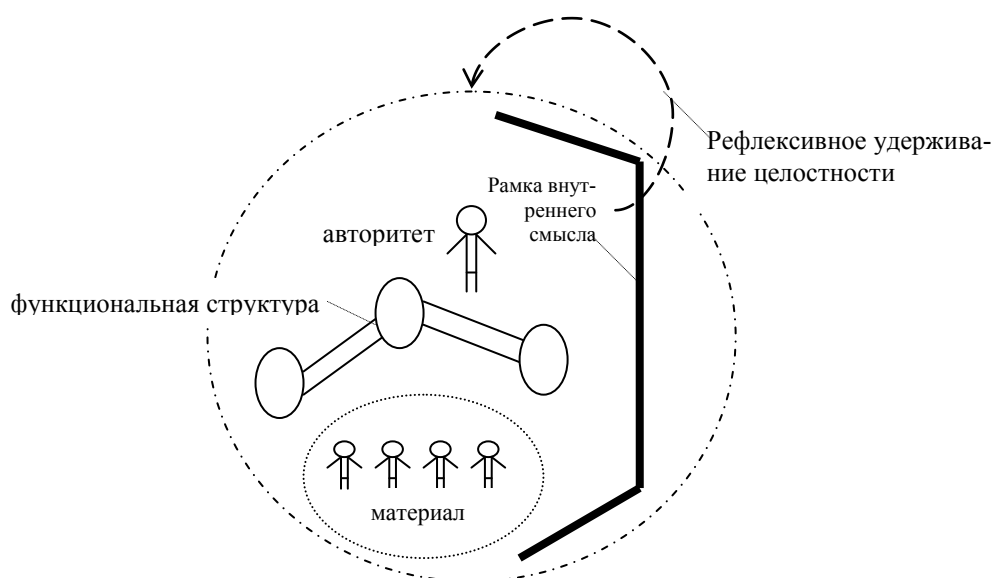 Рефлексивное удержива-
ние целостности
Рамка внут-
реннего
смысла
авторитет
функциональная структура
материал